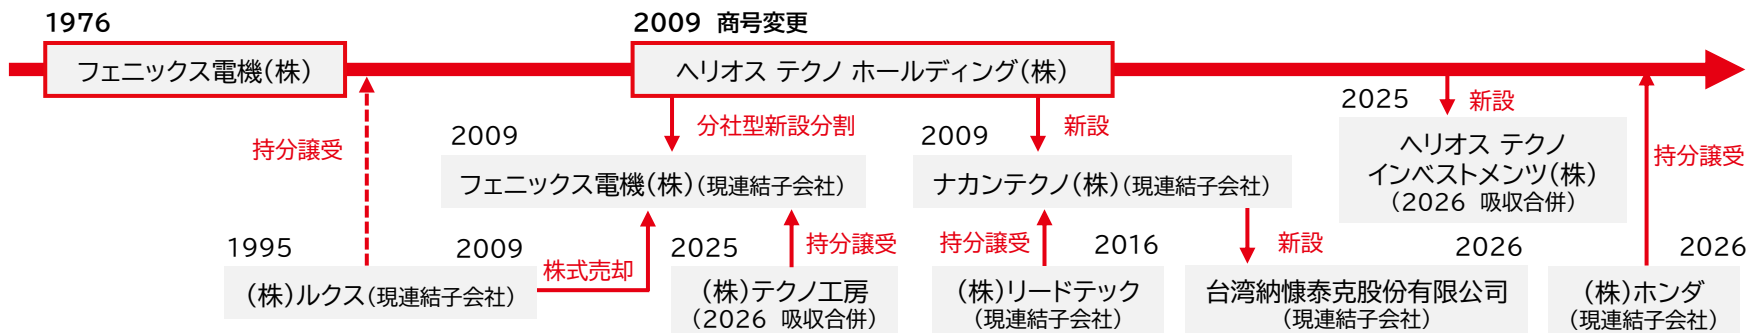 1976
フェニックス電機(株)
2009 商号変更
ヘリオス テクノ ホールディング(株)
持分譲受
分社型新設分割
新設
2025
新設
2009
フェニックス電機(株)(現連結子会社)
2009
ナカンテクノ(株)(現連結子会社)
ヘリオス テクノ
インベストメンツ(株)
(2026 吸収合併)
持分譲受
1995
2009
(株)ルクス(現連結子会社)
株式売却
2025
持分譲受
(株)テクノ工房
(2026 吸収合併)
持分譲受
2016
(株)リードテック
(現連結子会社)
新設
2026
台湾納慷泰克股份有限公司
(現連結子会社)
2026
(株)ホンダ
(現連結子会社)